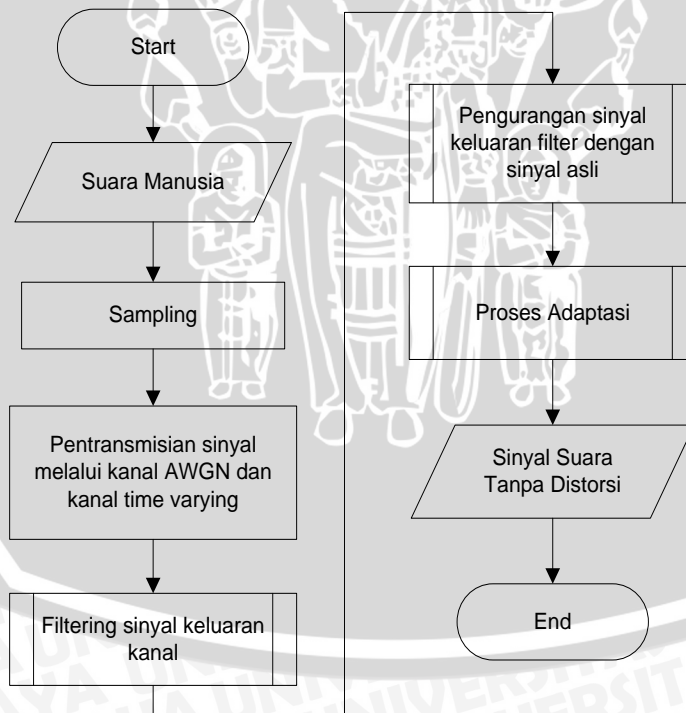 Start
Suara Manusia
Sampling
Pentransmisian sinyal
melalui kanal AWGN dan
kanal time varying
Filtering sinyal keluaran
kanal
Pengurangan sinyal
keluaran filter dengan
sinyal asli
Proses Adaptasi
Sinyal Suara
Tanpa Distorsi
End